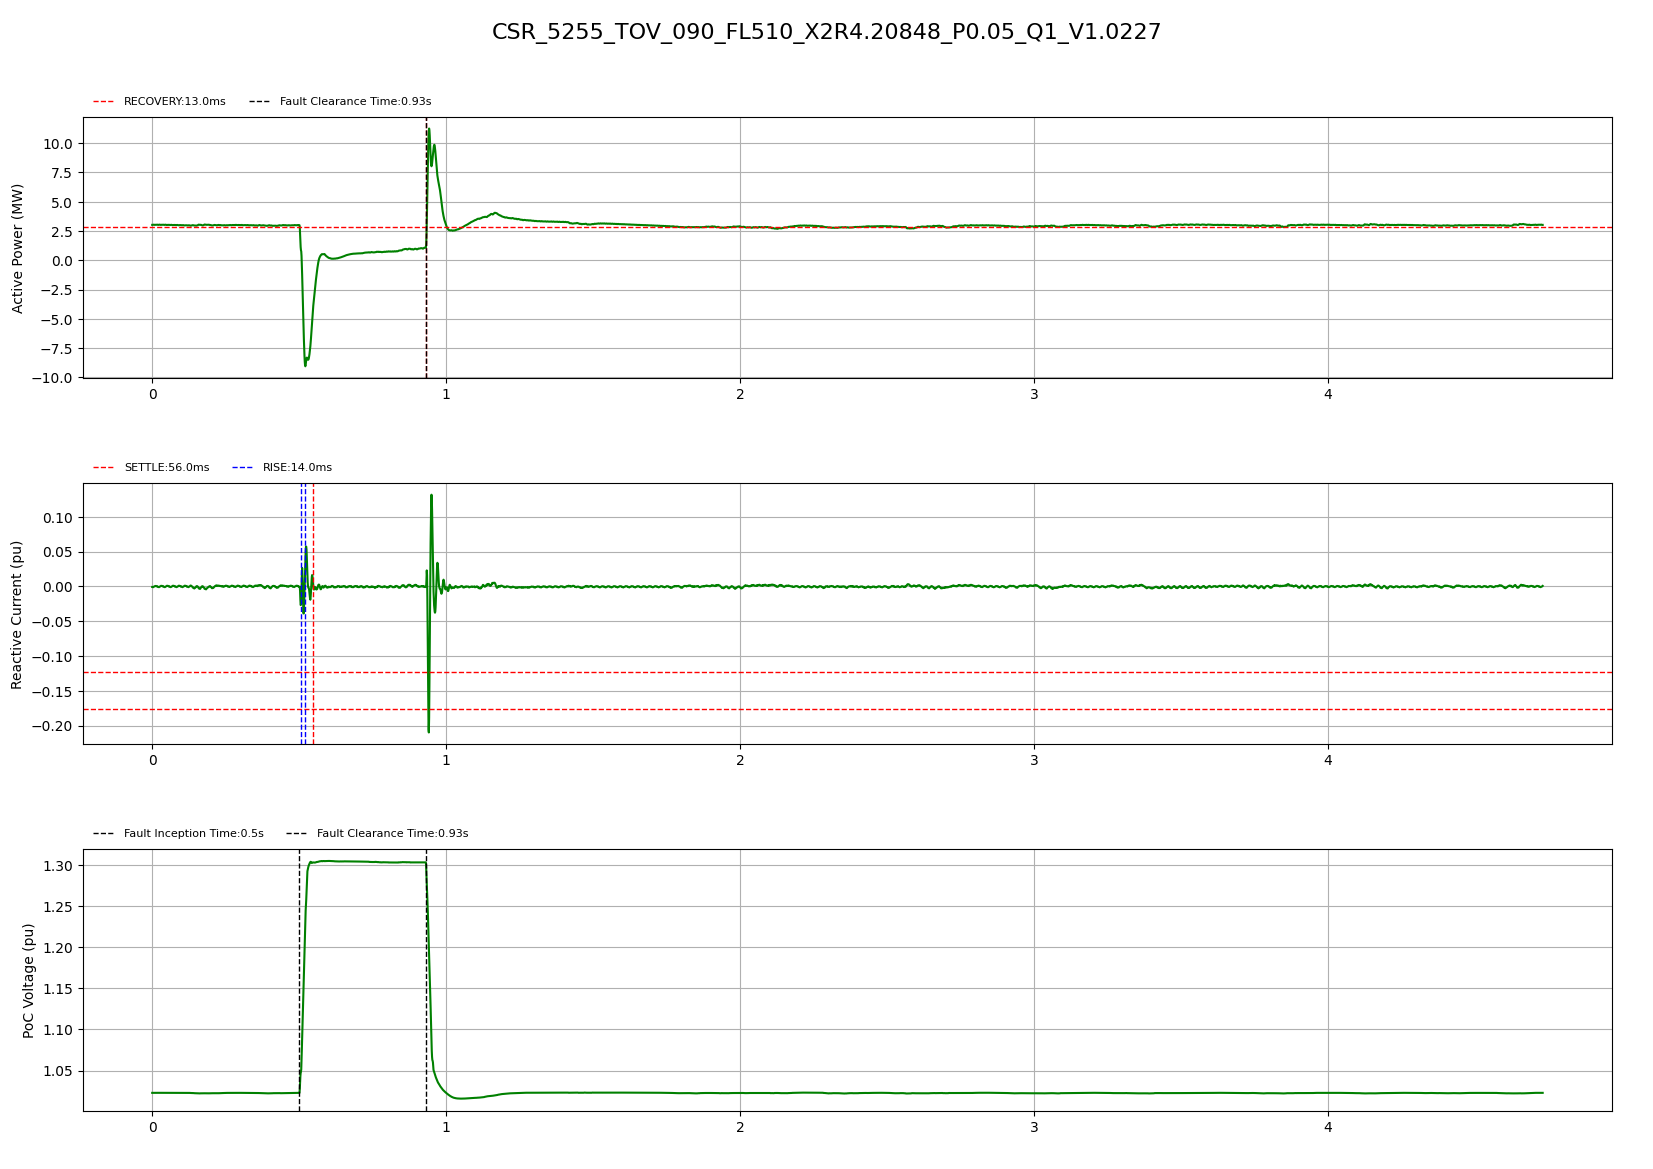 CSR_5255_TOV_090_FL510_X2R4.20848_P0.05_Q1_V1.0227
RECOVERY:13.0ms Fault Clearance Time:0.93s
Active Power (MW)
10.0
7.5
5.0
2.5
0.0
−2.5
−5.0
−7.5
−10.0
0 1 2 3 4
SETTLE:56.0ms RISE:14.0ms
Reactive Current (pu)
0.10
0.05
0.00
−0.05
−0.10
−0.15
−0.20
0 1 2 3 4
Fault Inception Time:0.5s Fault Clearance Time:0.93s
PoC Voltage (pu)
1.30
1.25
1.20
1.15
1.10
1.05
0 1 2 3 4